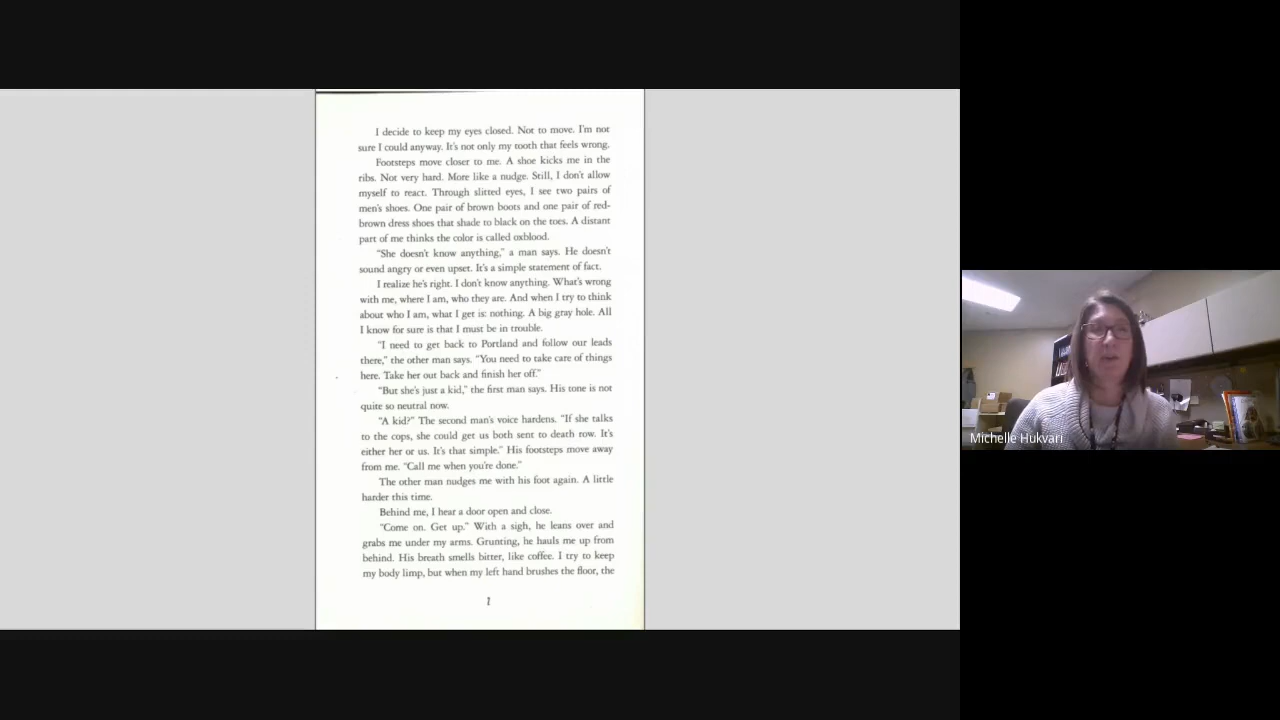 I decide to keep my eyes closed. Not to move. I'm not
sure I could anyway. It's not only my tooth that feels wrong.
Footsteps move closer to me. A shoe kicks me in the
ribs. Not very hard. More like a nudge. Still, I don't allow
myself to react. Through slitted eyes, I see two pairs of
men's shoes. One pair of brown boots and one pair of red-
brown dress shoes that shade to black on the toes. A distant
part of me thinks the color is called oxblood.
"She doesn't know anything," a man says. He doesn't
sound angry or even upset. It's a simple statement of fact.
I realize he's right. I don't know anything. What's wrong
with me, where I am, who they are. And when I try to think
about who I am, what I get is: nothing. A big gray hole. All
I know for sure is that I must be in trouble.
"I need to get back to Portland and follow our leads
there," the other man says. "You need to take care of things
here. Take her out back and finish her off."
"But she's just a kid," the first man says. His tone is not
quite so neutral now.
"A kid?" The second man's voice hardens. "If she talks
to the cops, she could get us both sent to death row. It's
either her or us. It's that simple." His footsteps move away
from me. "Call me when you're done."
The other man nudges me with his foot again. A little
harder this time.
Behind me, I hear a door open and close.
"Come on. Get up." With a sigh, he leans over and
grabs me under my arms. Grunting, he hauls me up from
behind. His breath smells bitter, like coffee. I try to keep
my body limp, but when my left hand brushes the floor, the
Michelle Hukvari